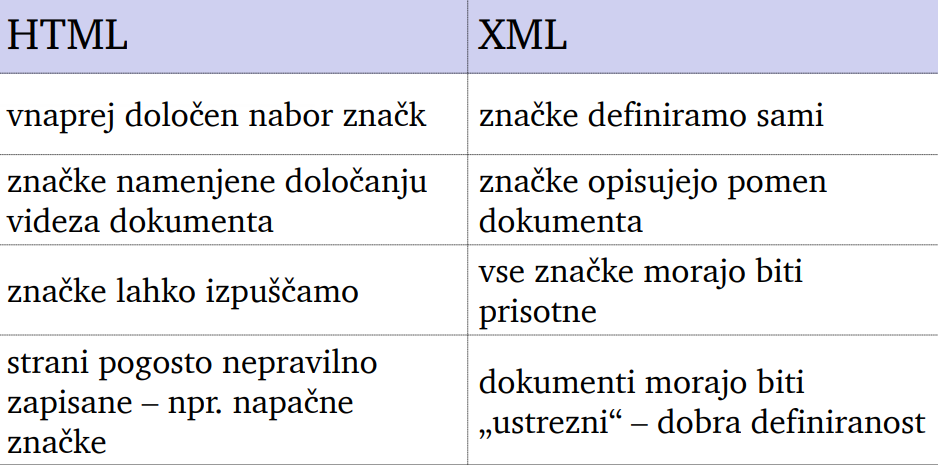 HTML
XML
vnaprej določen nabor značk
značke definiramo sami
značke namenjene določanju
videza dokumenta
značke opisujejo pomen
dokumenta
značke lahko izpuščamo
vse značke morajo biti
prisotne
strani pogosto nepravilno
zapisane – npr. napačne
značke
dokumenti morajo biti
„ustrezni“ – dobra definiranost